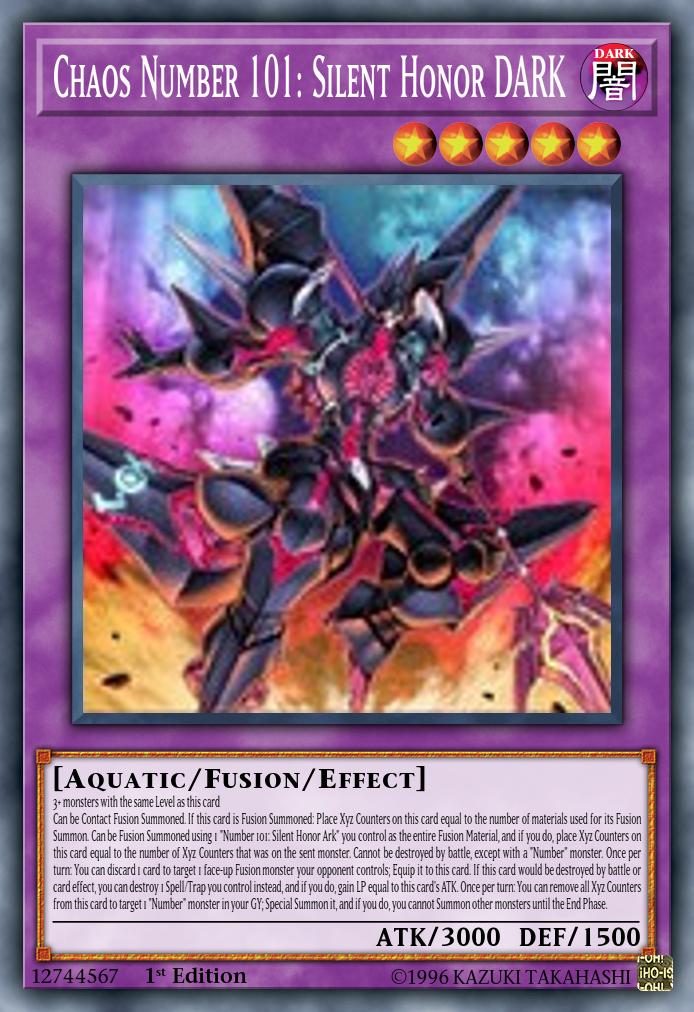 Chaos Number 101: Silent Honor DARK
DARK
闇
[Aquatic/Fusion/Effect]
3+ monsters with the same Level as this card
Can be Contact Fusion Summoned. If this card is Fusion Summoned: Place Xyz Counters on this card equal to the number of materials used for its Fusion
Summon. Can be Fusion Summoned using 1 "Number 101: Silent Honor Ark" you control as the entire Fusion Material, and if you do, place Xyz Counters on
this card equal to the number of Xyz Counters that was on the sent monster. Cannot be destroyed by battle, except with a "Number" monster. Once per
turn: You can discard 1 card to target 1 face-up Fusion monster your opponent controls; Equip it to this card. If this card would be destroyed by battle or
card effect, you can destroy 1 Spell/Trap you control instead, and if you do, gain LP equal to this card's ATK. Once per turn: You can remove all Xyz Counters
from this card to target 1 "Number" monster in your GY; Special Summon it, and if you do, you cannot Summon other monsters until the End Phase.
ATK/3000 DEF/1500
12744567 1st Edition ©1996 KAZUKI TAKAHASHI